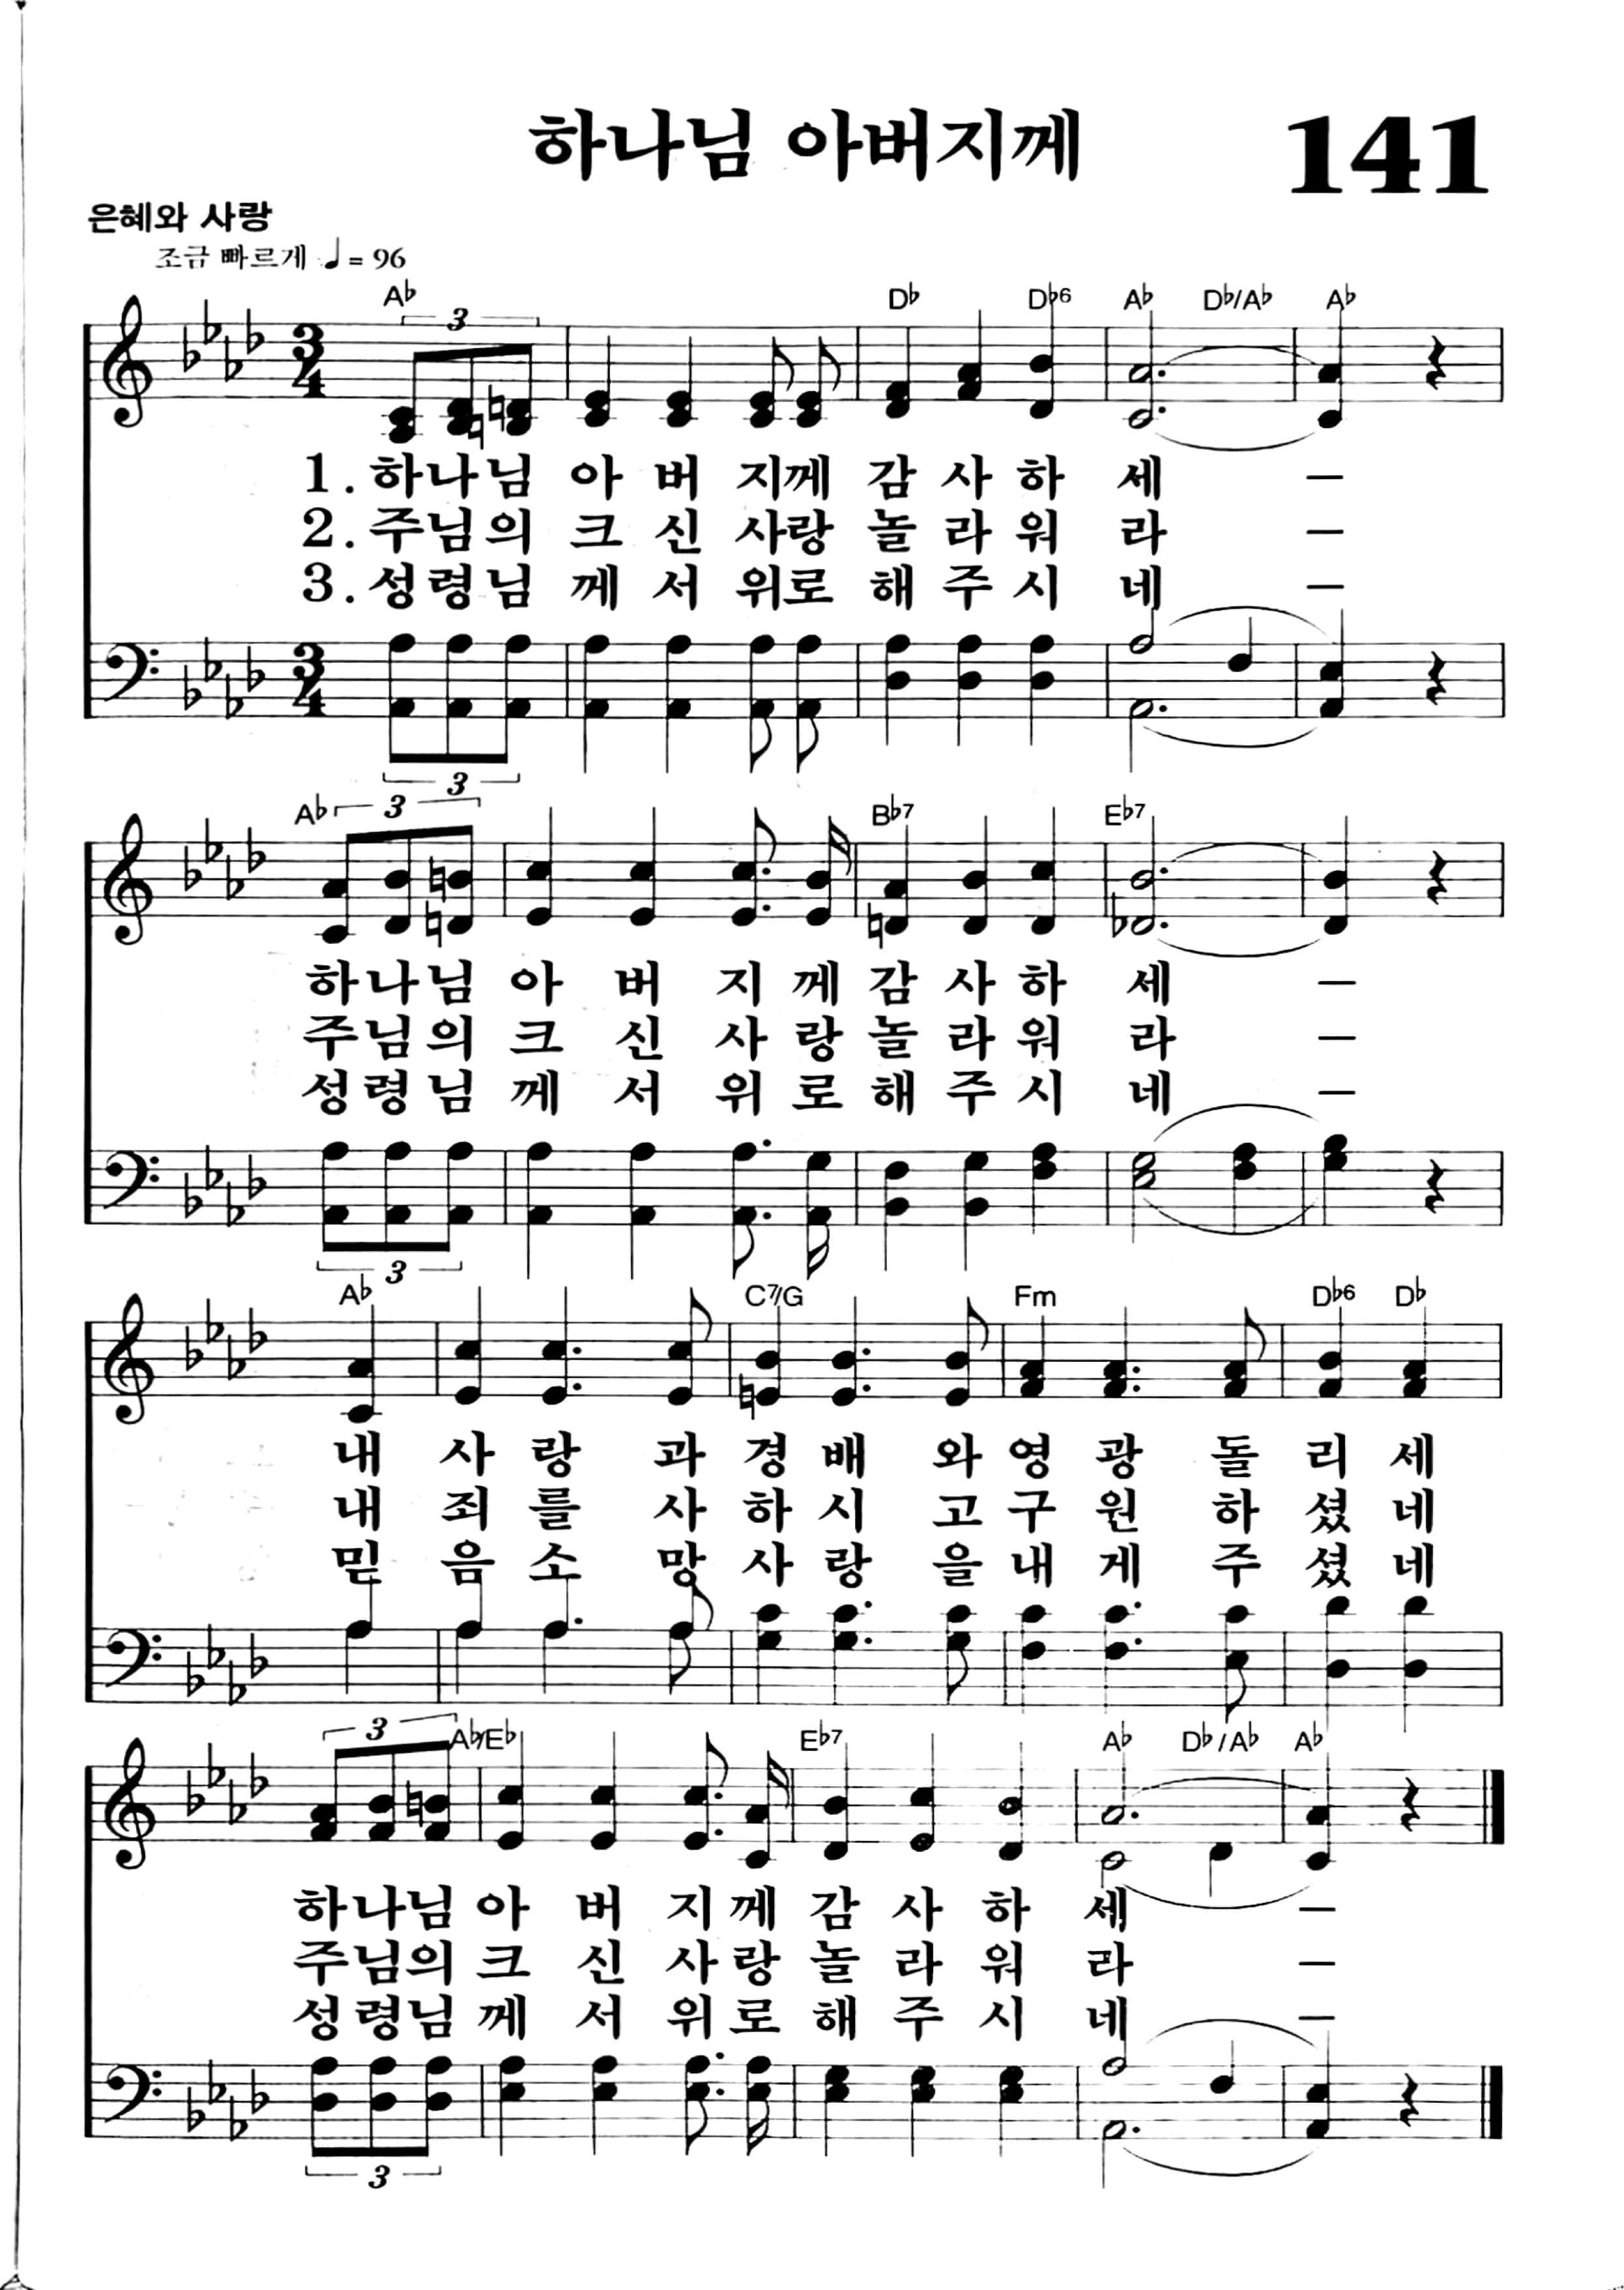 하나님 아버지께 141
은혜와 사랑
조금 빠르게 ♩= 96
3
A♭ D♭ D♭6 A♭ D♭/A♭ A♭
1. 하나님 아 버 지께 감 사 하 세 –
2. 주님의 크 신 사랑 놀 라 워 라 –
3. 성령님 께 서 위로 해 주 시 네 –
3
A♭ 3 B♭7 E♭7
하나님 아 버 지 께 감 사 하 세 –
주님의 크 신 사 랑 놀 라 워 라 –
성령님 께 서 위 로 해 주 시 네 –
3
A♭ C7/G Fm D♭6 D♭
내 사 랑 과 경 배 와 영 광 돌 리 세
내 죄 를 사 하 시 고 구 원 하 셨 네
믿 음 소 망 사 랑 을 내 게 주 셨 네
3 A♭/E♭ E♭7 A♭ D♭/A♭ A♭
하나님 아 버 지 께 감 사 하 세 –
주님의 크 신 사 랑 놀 라 워 라 –
성령님 께 서 위 로 해 주 시 네 –
3